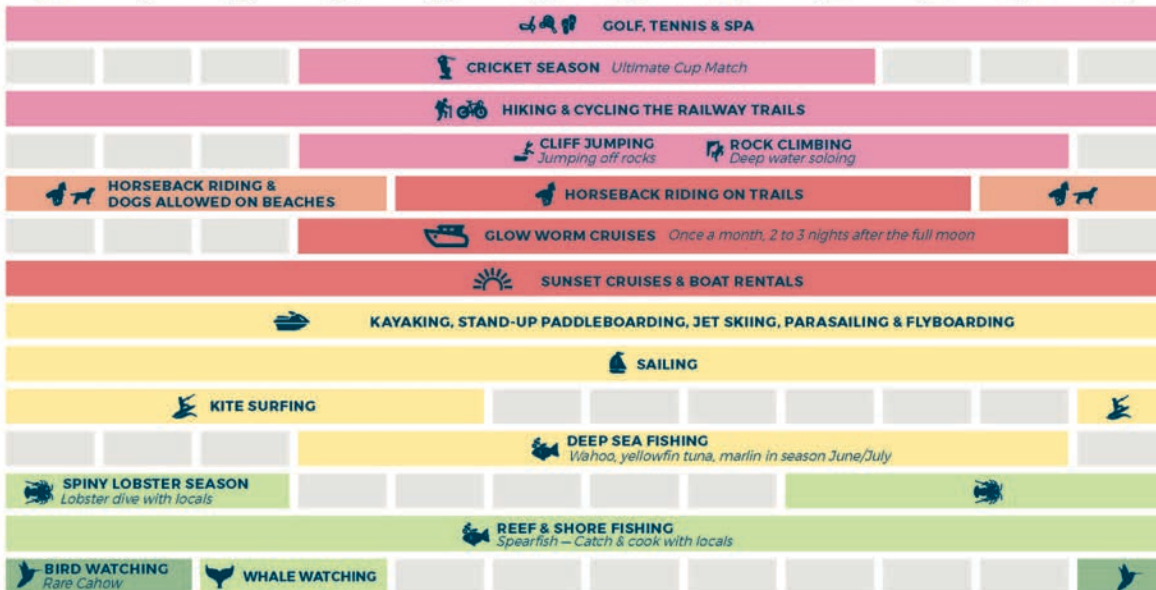 GOLF, TENNIS & SPA
CRICKET SEASON Ultimate Cup Match
HIKING & CYCLING THE RAILWAY TRAILS
CLIFF JUMPING
Jumping off rocks
ROCK CLIMBING
Deep water soloing
HORSEBACK RIDING &
DOGS ALLOWED ON BEACHES
HORSEBACK RIDING ON TRAILS
GLOW WORM CRUISES Once a month, 2 to 3 nights after the full moon
SUNSET CRUISES & BOAT RENTALS
KAYAKING, STAND-UP PADDLEBOARDING, JET SKIING, PARASAILING & FLYBOARDING
SAILING
KITE SURFING
DEEP SEA FISHING
Wahoo, yellowfin tuna, marlin in season June/July
SPINY LOBSTER SEASON
Lobster dive with locals
REEF & SHORE FISHING
Spearfish — Catch & cook with locals
BIRD WATCHING
Rare Cahow
WHALE WATCHING